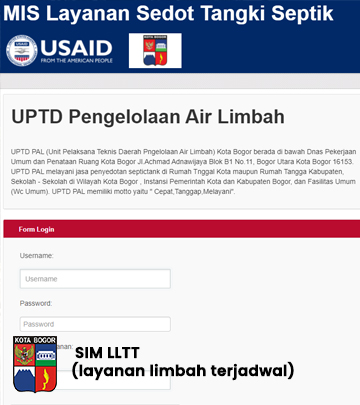 MIS Layanan Sedot Tangki Septik
USAID
FROM THE AMERICAN PEOPLE
KOTA BOGOR
UPTD Pengelolaan Air Limbah
UPTD PAL (Unit Pelaksana Teknis Daerah Pngelolaan Air Limbah) Kota Bogor berada di bawah Dnas Pekerjaan
Umum dan Penataan Ruang Kota Bogor Jl.Achmad Adnawijaya Blok B1 No.11, Bogor Utara Kota Bogor 16153.
UPTD PAL melayani jasa penyedotan septictank di Rumah Tnggal Kota maupun Rumah Tangga Kabupaten,
Sekolah - Sekolah di Wilayah Kota Bogor , Instansi Pemerintah Kota dan Kabupaten Bogor, dan Fasilitas Umum
(Wc Umum). UPTD PAL memiliki motto yaitu " Cepat,Tanggap,Melayani".
Form Login
Username:
Username
Password:
Password
anan:
KOTA BOGOR
SIM LLTT
(layanan limbah terjadwal)